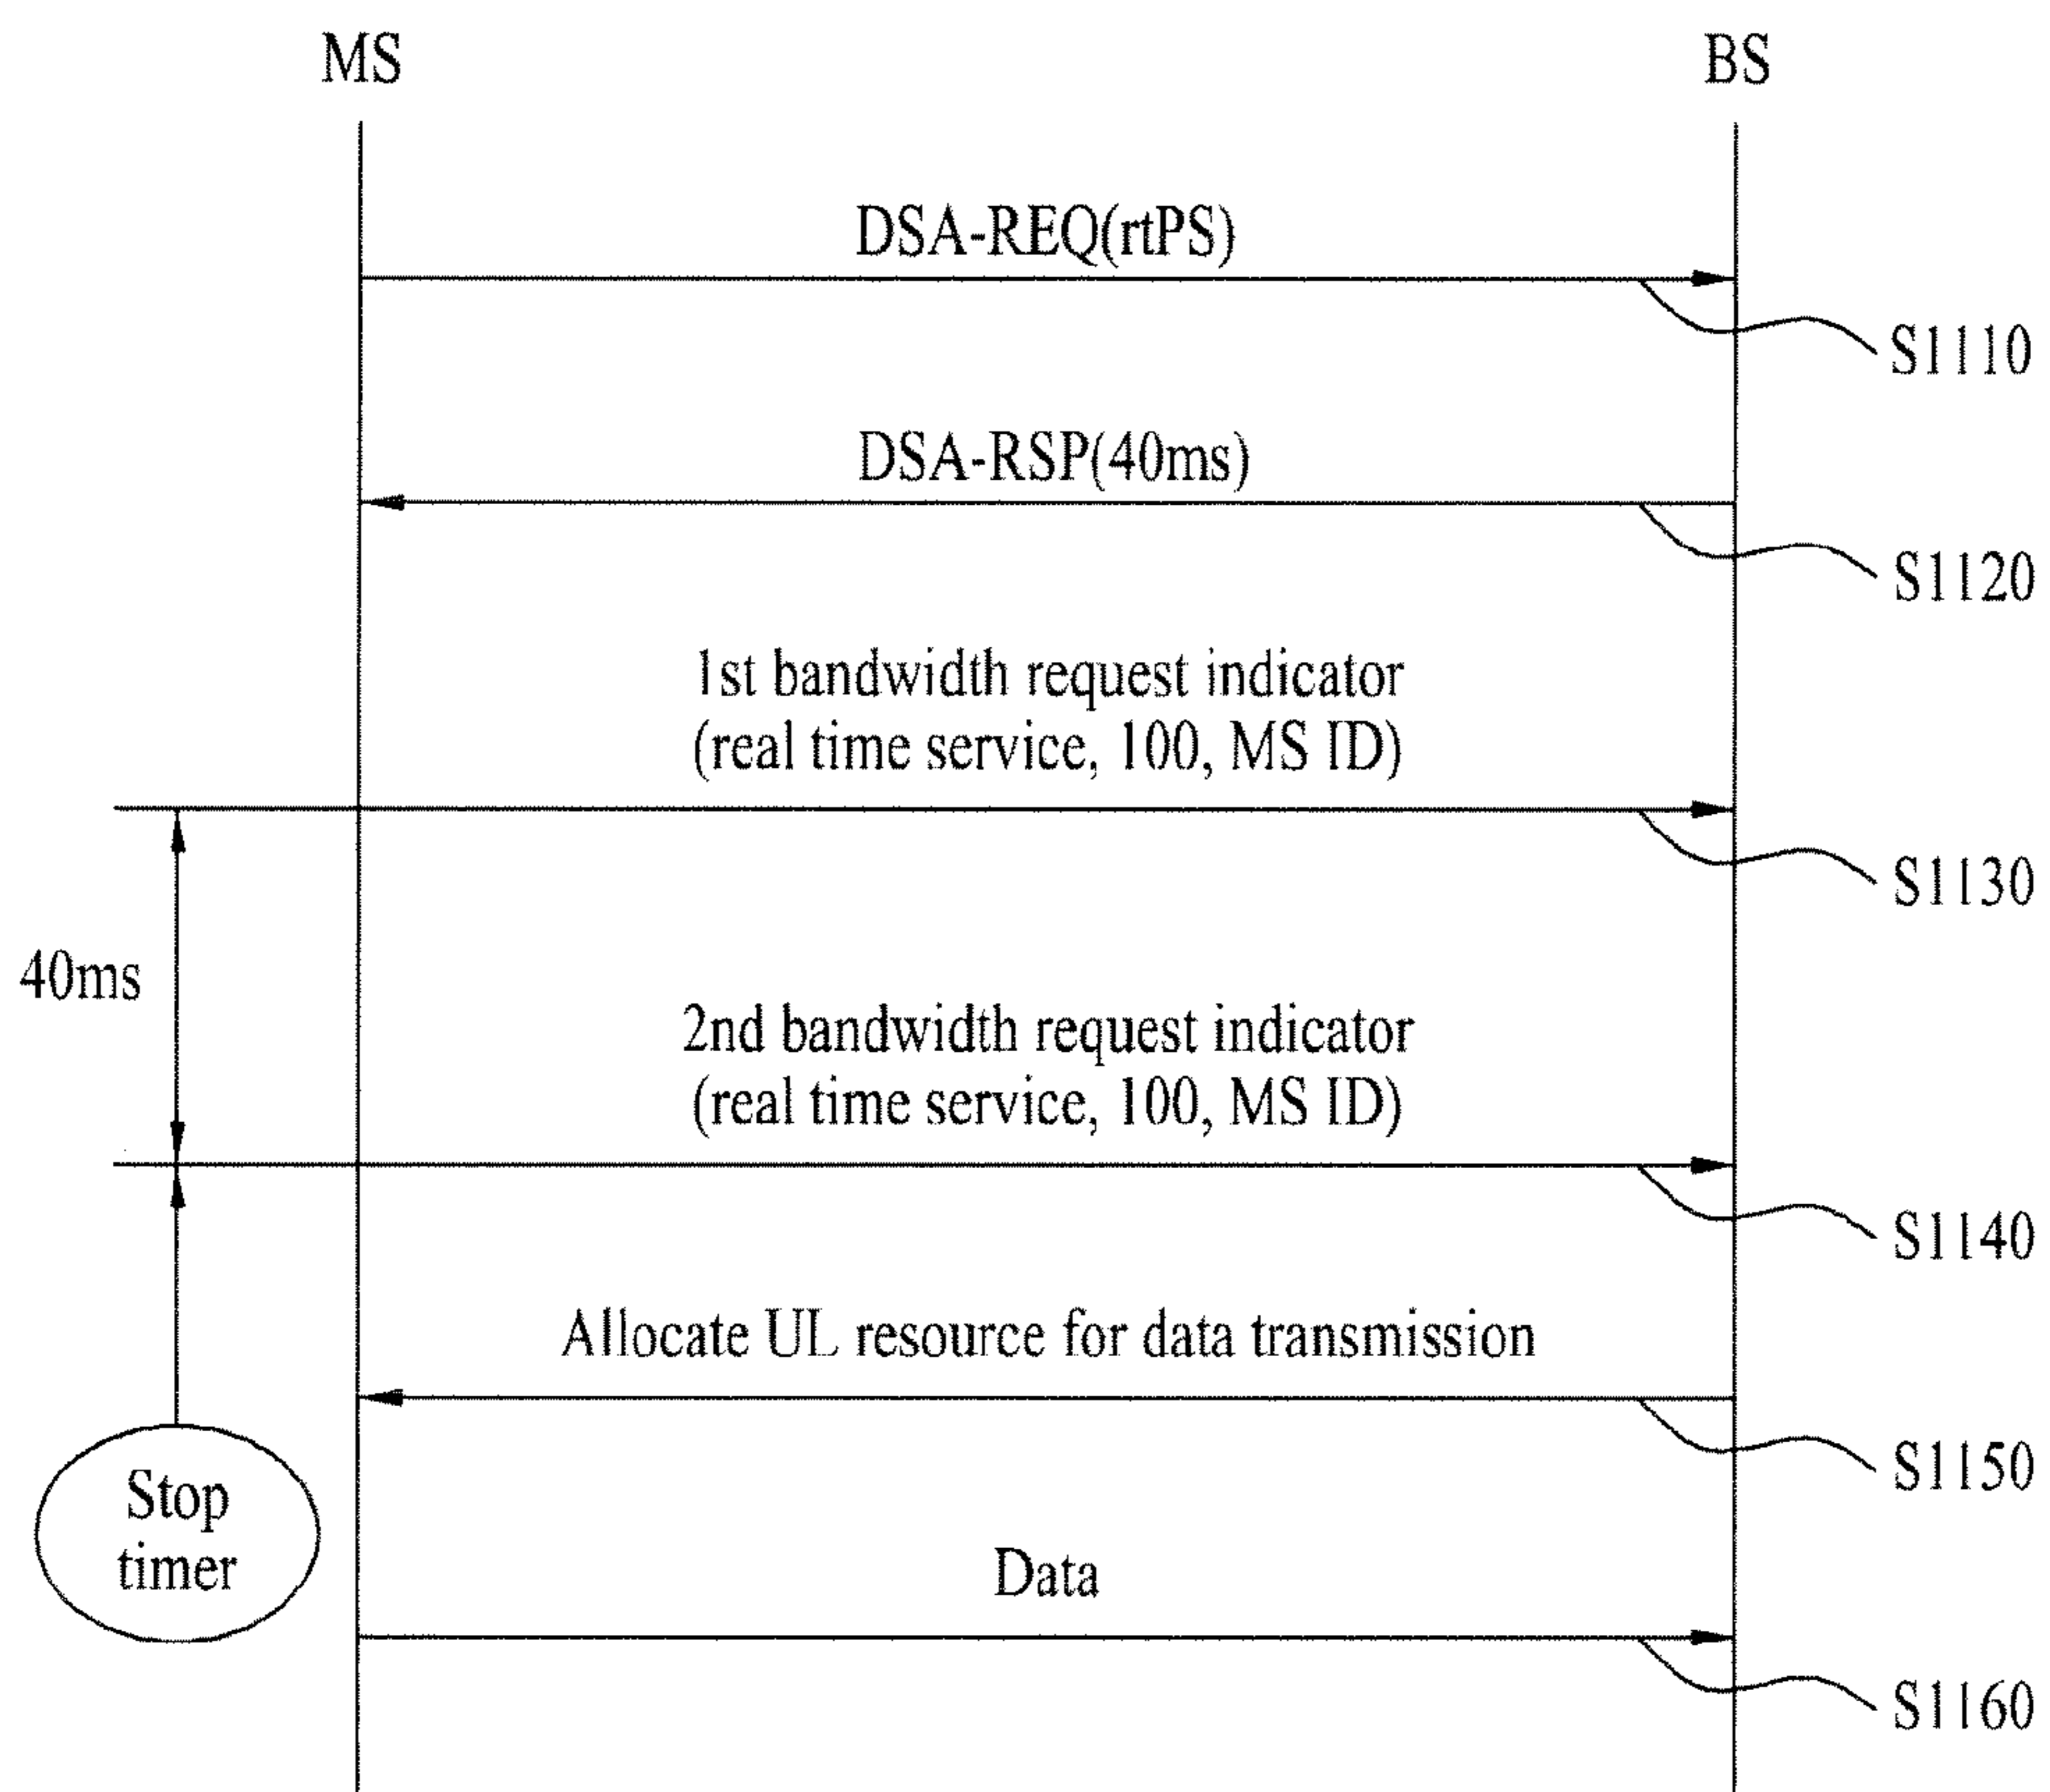 MS
BS
DSA-REQ(rtPS)
S1110
DSA-RSP(40ms)
S1120
1st bandwidth request indicator
(real time service, 100, MS ID)
S1130
40ms
2nd bandwidth request indicator
(real time service, 100, MS ID)
S1140
Allocate UL resource for data transmission
S1150
Stop
timer
Data
S1160